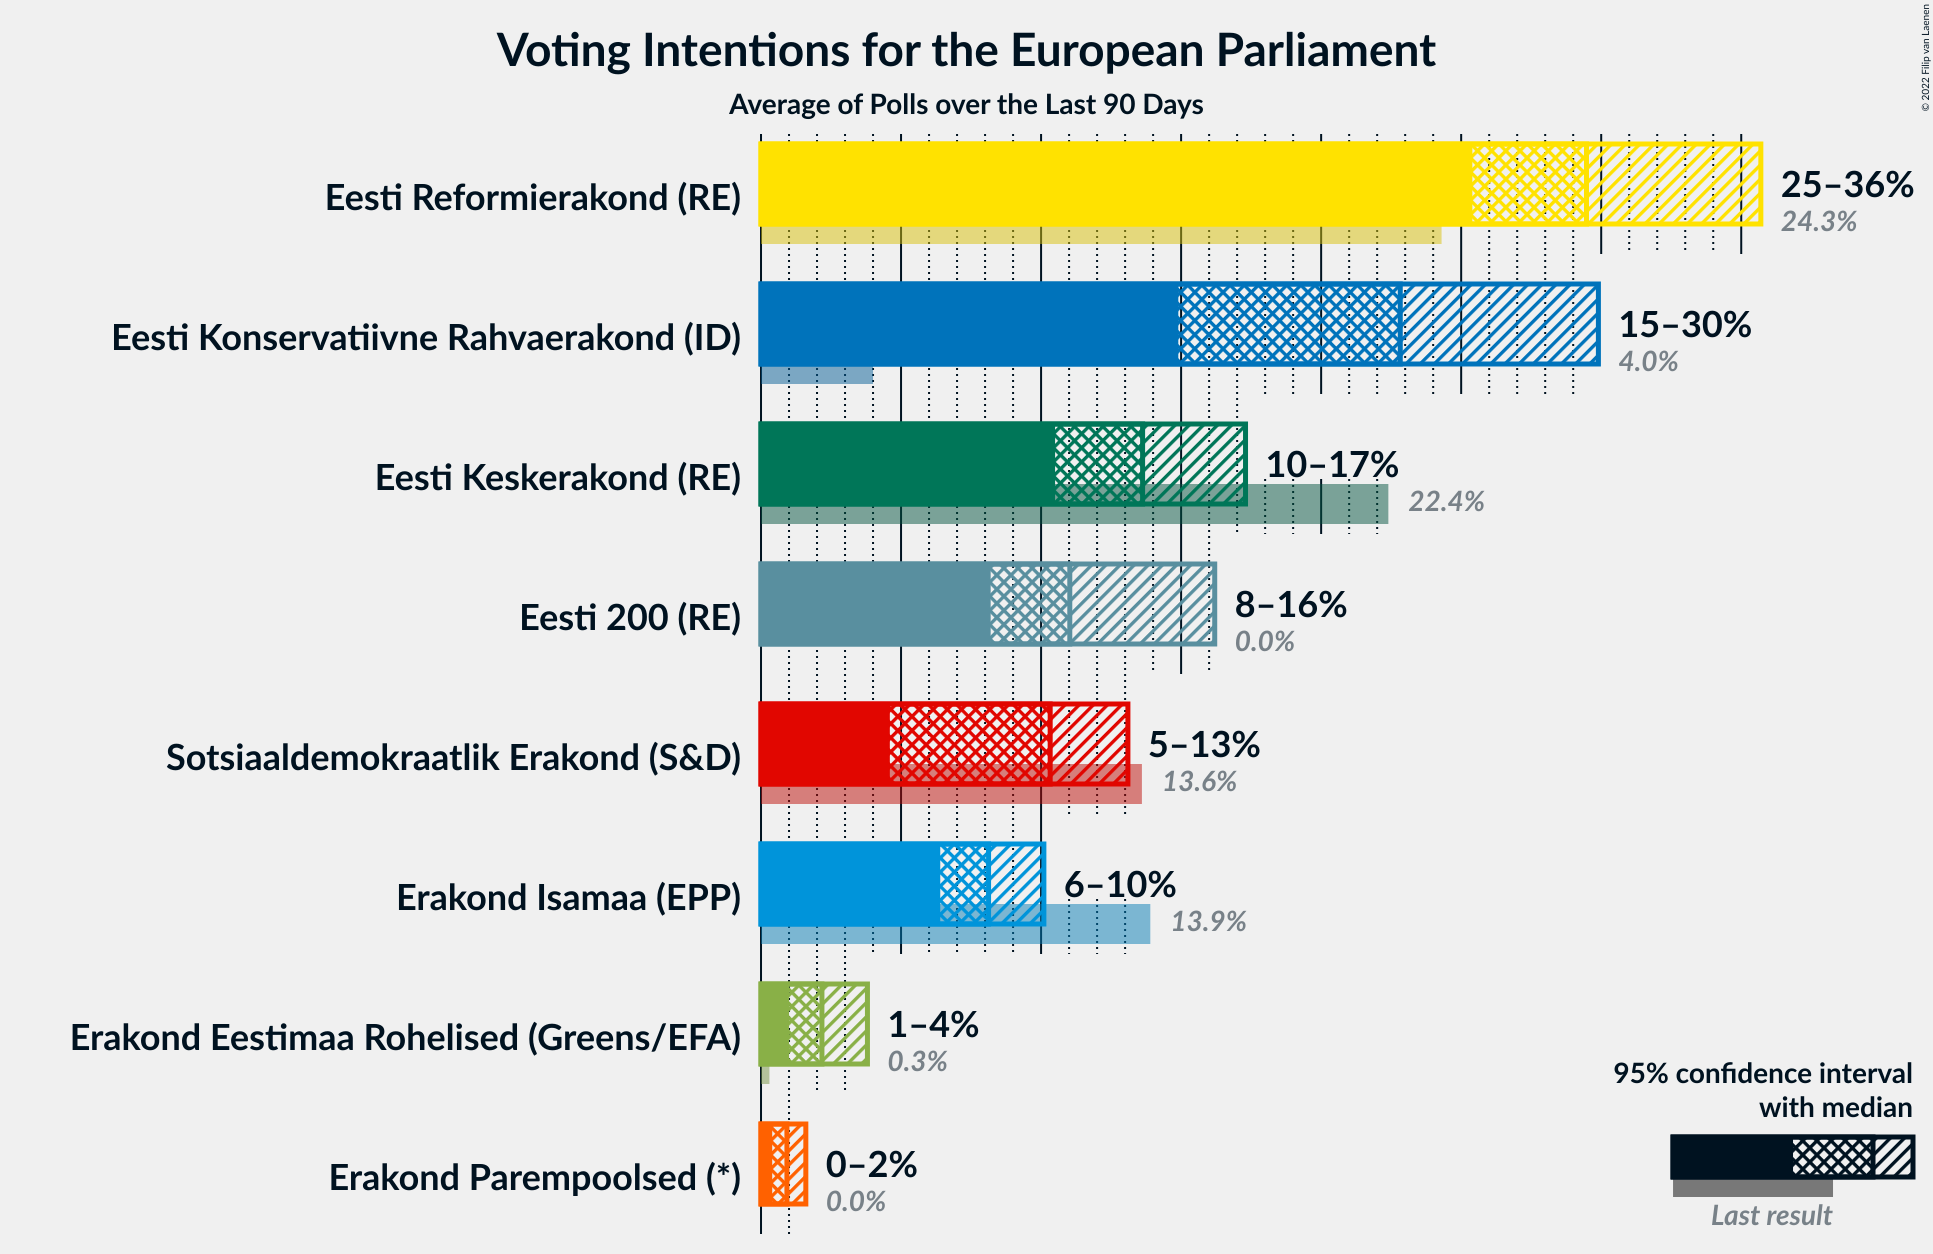 Voting Intentions for the European Parliament
Average of Polls over the Last 90 Days
© 2022 Filip van Laenen
Eesti Reformierakond (RE)
25–36%
24.3%
Eesti Konservatiivne Rahvaerakond (ID)
15–30%
4.0%
Eesti Keskerakond (RE)
10–17%
22.4%
Eesti 200 (RE)
8–16%
0.0%
Sotsiaaldemokraatlik Erakond (S&D)
5–13%
13.6%
Erakond Isamaa (EPP)
6–10%
13.9%
Erakond Eestimaa Rohelised (Greens/EFA)
1–4%
0.3%
Erakond Parempoolsed (*)
0–2%
0.0%
95% confidence interval
with median
Last result